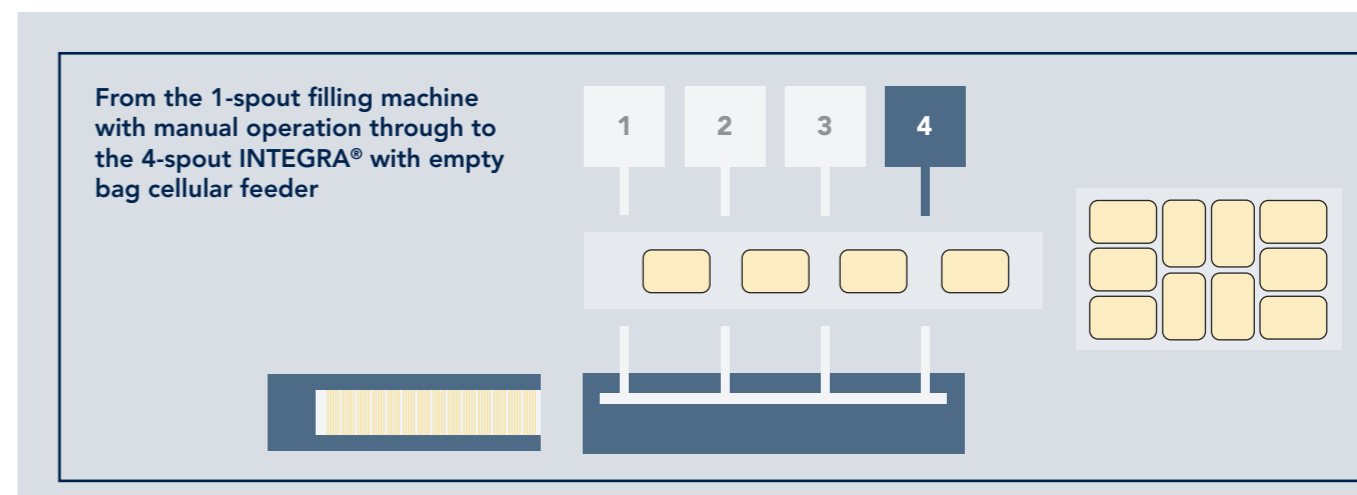 From the 1-spout filling machine
with manual operation through to
the 4-spout INTEGRA® with empty
bag cellular feeder
1 2 3 4